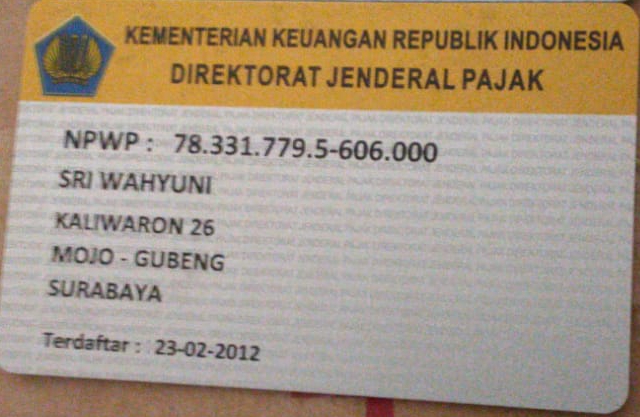 KEMENTERIAN KEUANGAN REPUBLIK INDONESIA
DIREKTORAT JENDERAL PAJAK
NPWP : 78.331.779.5-606.000
SRI WAHYUNI
KALIWARON 26
MOJO - GUBENG
SURABAYA
Terdaftar : 23-02-2012